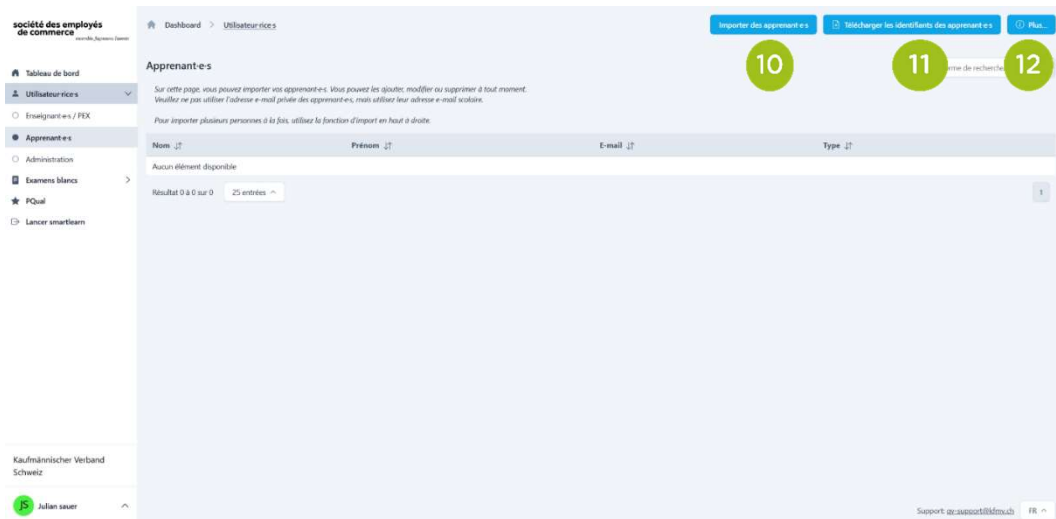 société des employés
de commerce
Dashboard > Utilisateur·rice·s
Importer des apprenant·e·s
Télécharger les identifiants des apprenant·e·s
Plus...
10
11
12
Tableau de bord
Utilisateur·rice·s
Enseignant·e·s / PEX
Apprenant·e·s
Administration
Examens blancs
PQual
Lancer smartlearn
Apprenant·e·s
Sur cette page, vous pouvez importer vos apprenant·e·s. Vous pouvez les ajouter, modifier ou supprimer à tout moment.
Veuillez ne pas utiliser l'adresse e-mail privée des apprenant·e·s, mais utilisez leur adresse e-mail scolaire.
Pour importer plusieurs personnes à la fois, utilisez la fonction d'import en haut à droite.
de recherche
Nom Prénom E-mail Type
Aucun élément disponible
Résultat 0 à 0 sur 0
25 entrées
1
Kaufmännischer Verband
Schweiz
JS
Julian sauer
Support: qv-support@kfmv.ch
FR